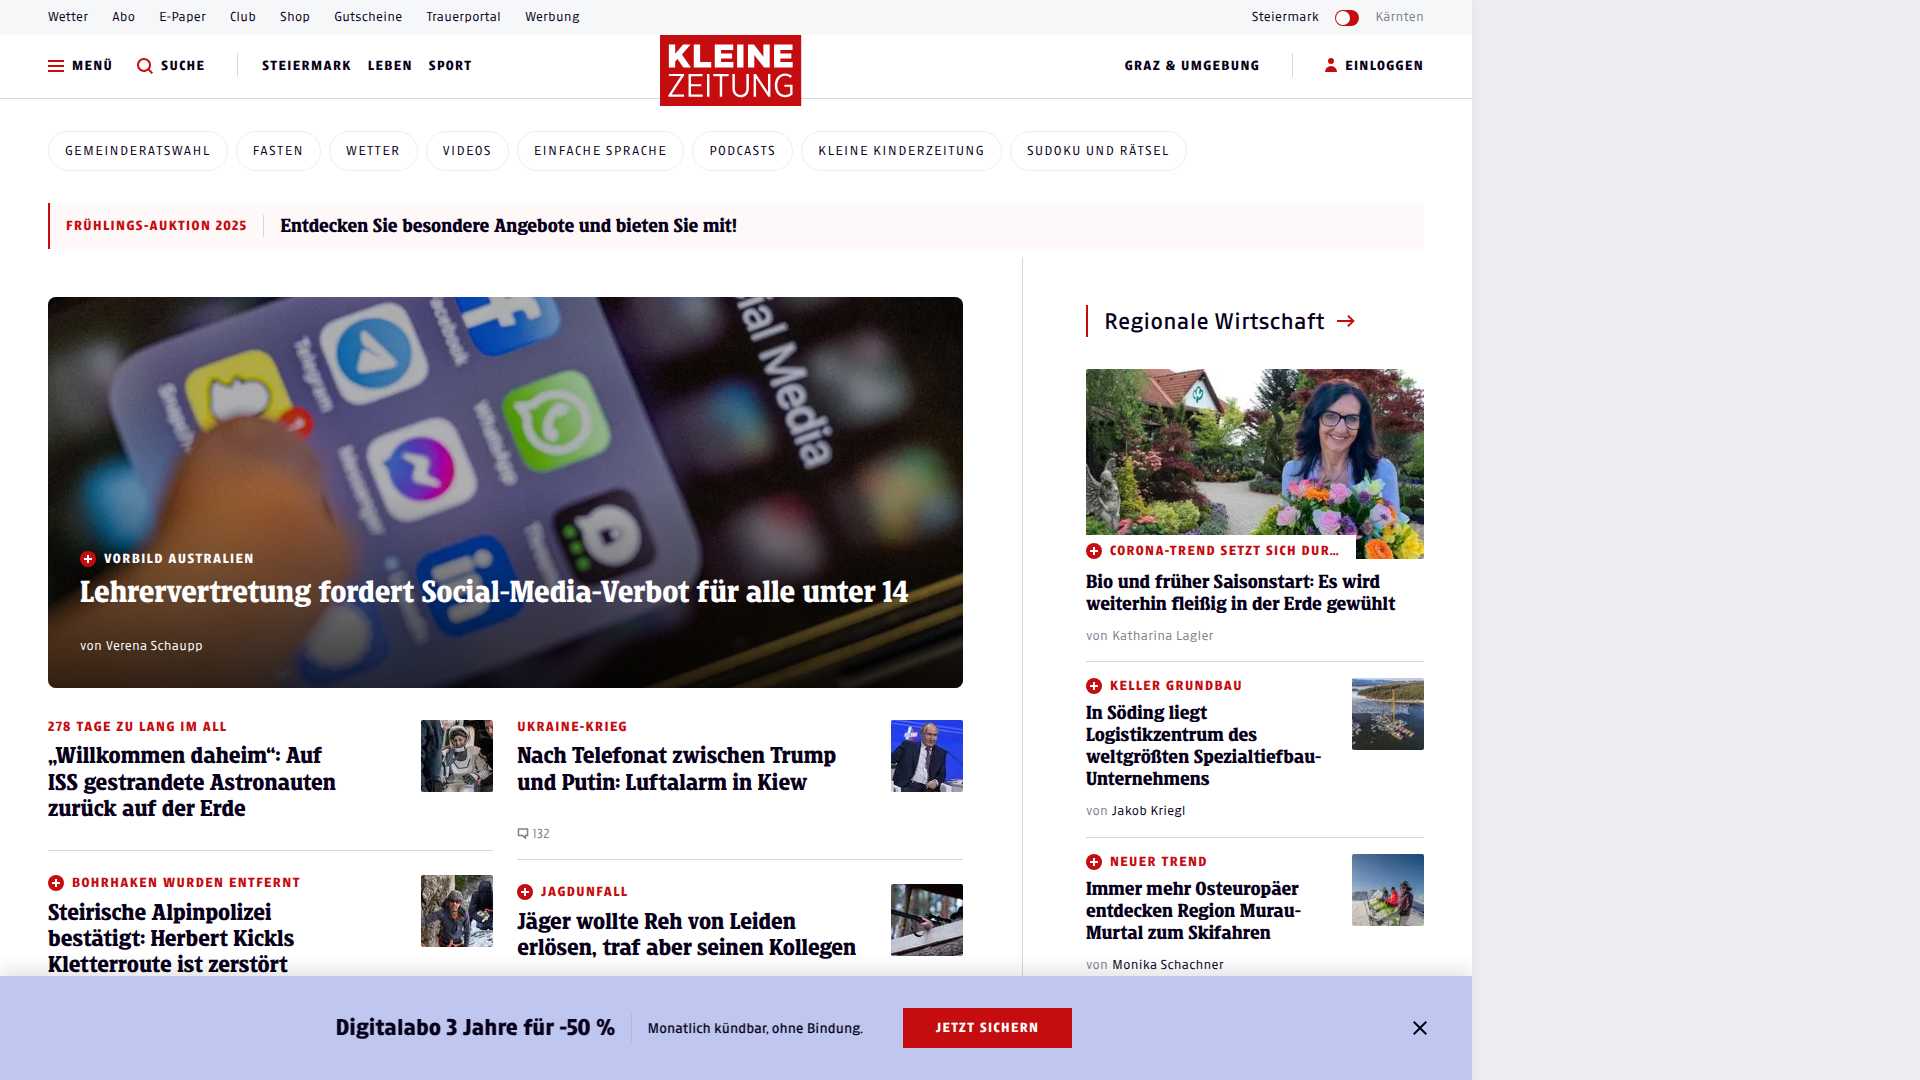 Wetter Abo E-Paper Club Shop Gutscheine Trauerportal Werbung Steiermark Kärnten
MENÜ SUCHE STEIERMARK LEBEN SPORT
KLEINE
ZEITUNG
GRAZ & UMGEBUNG EINLOGGEN
GEMEINDERATSWAHL FASTEN WETTER VIDEOS EINFACHE SPRACHE PODCASTS KLEINE KINDERZEITUNG SUDOKU UND RÄTSEL
FRÜHLINGS-AUKTION 2025 Entdecken Sie besondere Angebote und bieten Sie mit!
Facebook
Telegram
WhatsApp
Messenger
cial Media
VORBILD AUSTRALIEN
Lehrervertretung fordert Social-Media-Verbot für alle unter 14
von Verena Schaupp
278 TAGE ZU LANG IM ALL
„Willkommen daheim“: Auf
ISS gestrandete Astronauten
zurück auf der Erde
BOHRHAKEN WURDEN ENTFERNT
Steirische Alpinpolizei
bestätigt: Herbert Kickls
Kletterroute ist zerstört
UKRAINE-KRIEG
Nach Telefonat zwischen Trump
und Putin: Luftalarm in Kiew
132
JAGDUNFALL
Jäger wollte Reh von Leiden
erlösen, traf aber seinen Kollegen
Regionale Wirtschaft
CORONA-TREND SETZT SICH DUR...
Bio und früher Saisonstart: Es wird
weiterhin fleißig in der Erde gewühlt
von Katharina Lagler
KELLER GRUNDBAU
In Söding liegt
Logistikzentrum des
weltgrößten Spezialtiefbau-
Unternehmens
von Jakob Kriegl
NEUER TREND
Immer mehr Osteuropäer
entdecken Region Murau-
Murtal zum Skifahren
von Monika Schachner
Digitalabo 3 Jahre für -50 % Monatlich kündbar, ohne Bindung. JETZT SICHERN